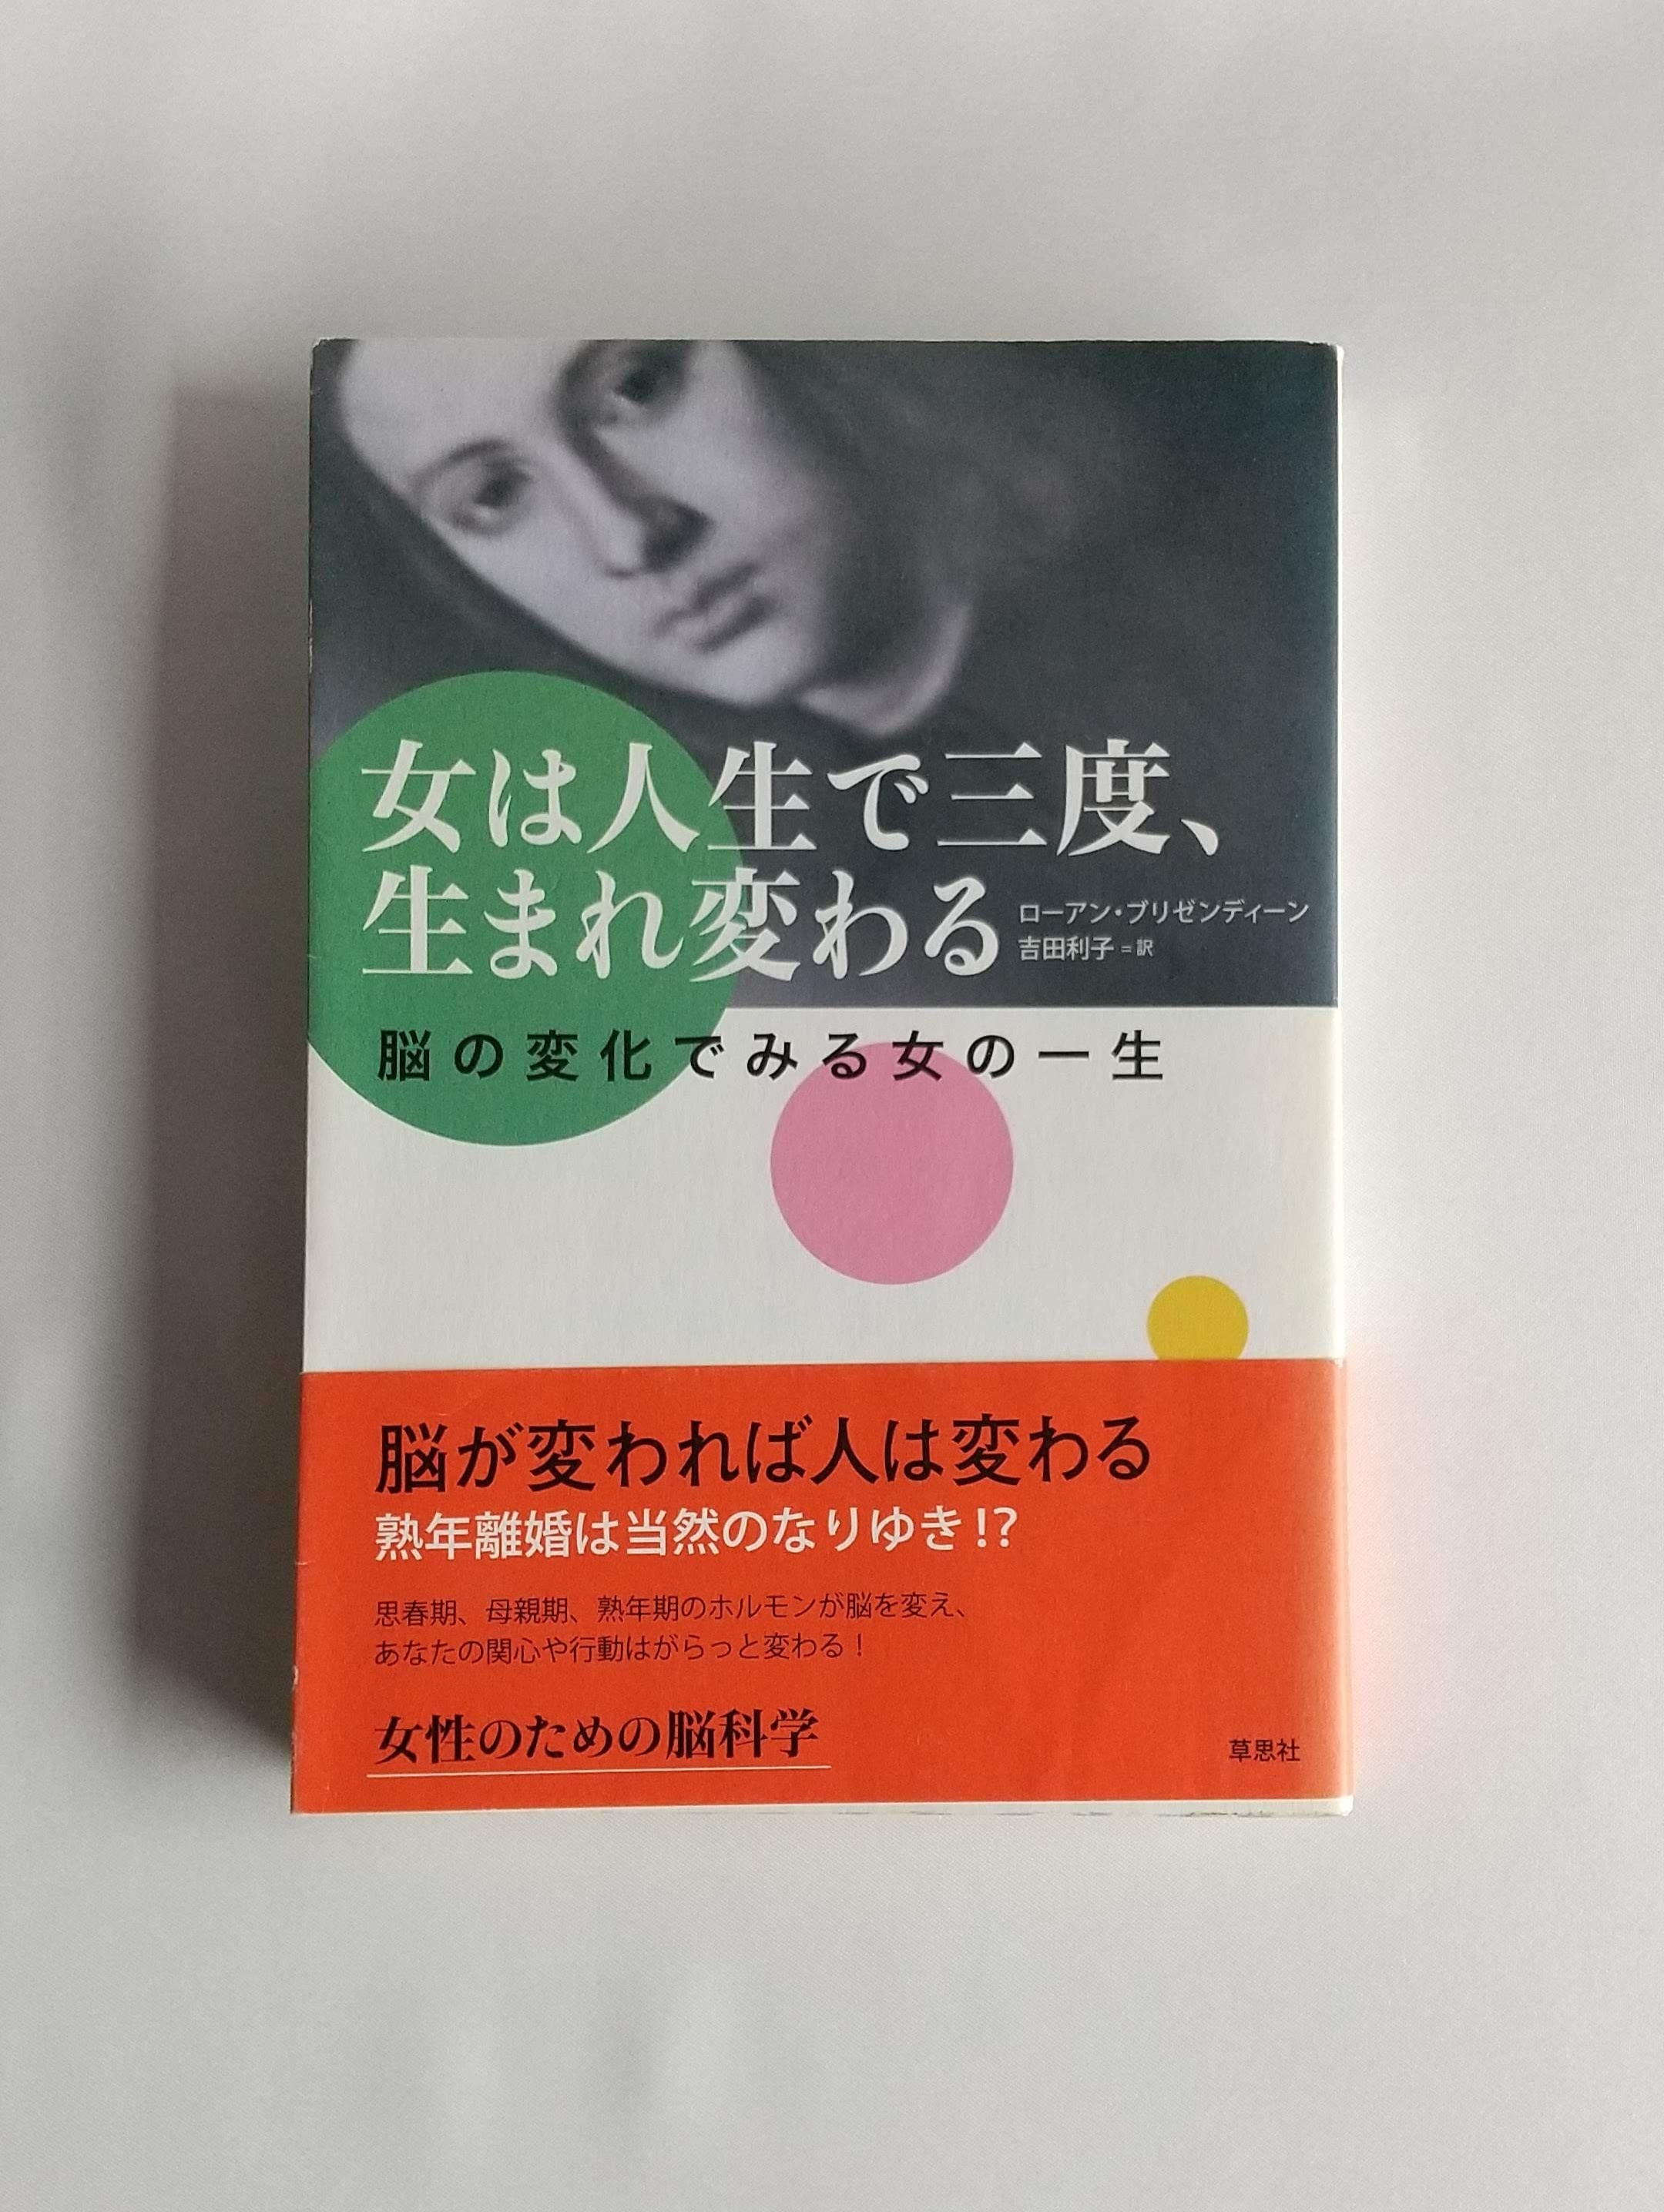 女は人生で三度、
生まれ変わる
ローアン・ブリゼンディーン
吉田利子=訳
脳の変化でみる女の一生
脳が変われば人は変わる
熟年離婚は当然のなりゆき!?
思春期、母親期、熟年期のホルモンが脳を変え、
あなたの関心や行動はがらっと変わる！
女性のための脳科学
草思社